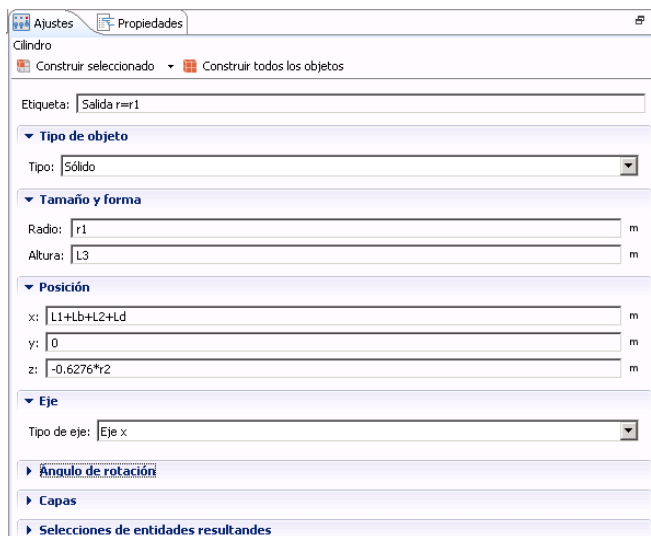 Ajustes Propiedades
Cilindro
Construir seleccionado Construir todos los objetos
Etiqueta: Salida r=r1
Tipo de objeto
Tipo: Sólido
Tamaño y forma
Radio: r1 m
Altura: L3 m
Posición
x: L1+Lb+L2+Ld m
y: 0 m
z: -0.6276*r2 m
Eje
Tipo de eje: Eje x
Ángulo de rotación
Capas
Selecciones de entidades resultandes